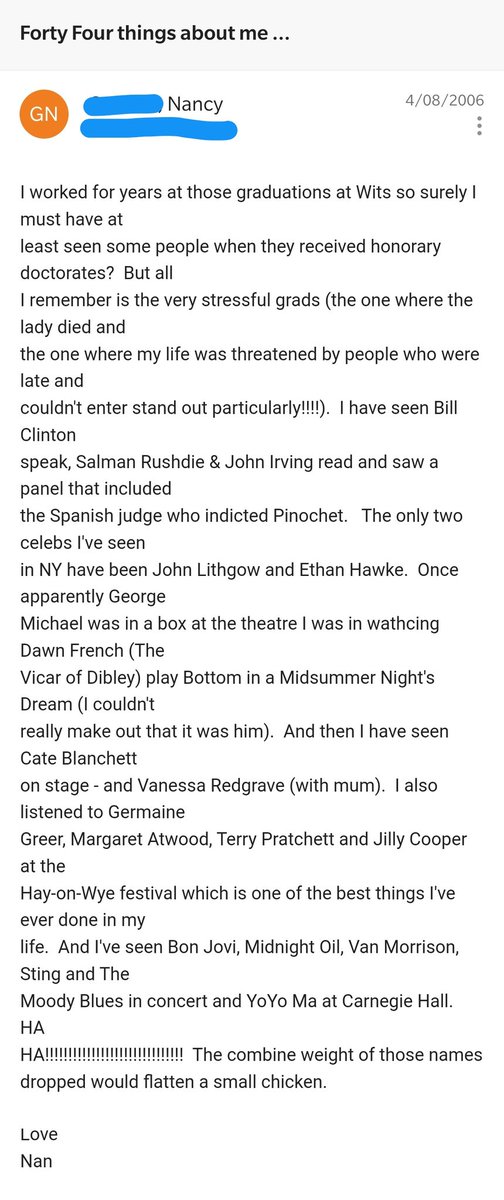 Forty Four things about me ...
GN
, Nancy
4/08/2006
I worked for years at those graduations at Wits so surely I
must have at
least seen some people when they received honorary
doctorates?  But all
I remember is the very stressful grads (the one where the
lady died and
the one where my life was threatened by people who were
late and
couldn't enter stand out particularly!!!!).  I have seen Bill
Clinton
speak, Salman Rushdie & John Irving read and saw a
panel that included
the Spanish judge who indicted Pinochet.   The only two
celebs I've seen
in NY have been John Lithgow and Ethan Hawke.  Once
apparently George
Michael was in a box at the theatre I was in wathcing
Dawn French (The
Vicar of Dibley) play Bottom in a Midsummer Night's
Dream (I couldn't
really make out that it was him).  And then I have seen
Cate Blanchett
on stage - and Vanessa Redgrave (with mum).  I also
listened to Germaine
Greer, Margaret Atwood, Terry Pratchett and Jilly Cooper
at the
Hay-on-Wye festival which is one of the best things I've
ever done in my
life.  And I've seen Bon Jovi, Midnight Oil, Van Morrison,
Sting and The
Moody Blues in concert and YoYo Ma at Carnegie Hall.
HA
HA!!!!!!!!!!!!!!!!!!!!!!!!!!!!!!  The combine weight of those names
dropped would flatten a small chicken.
Love
Nan